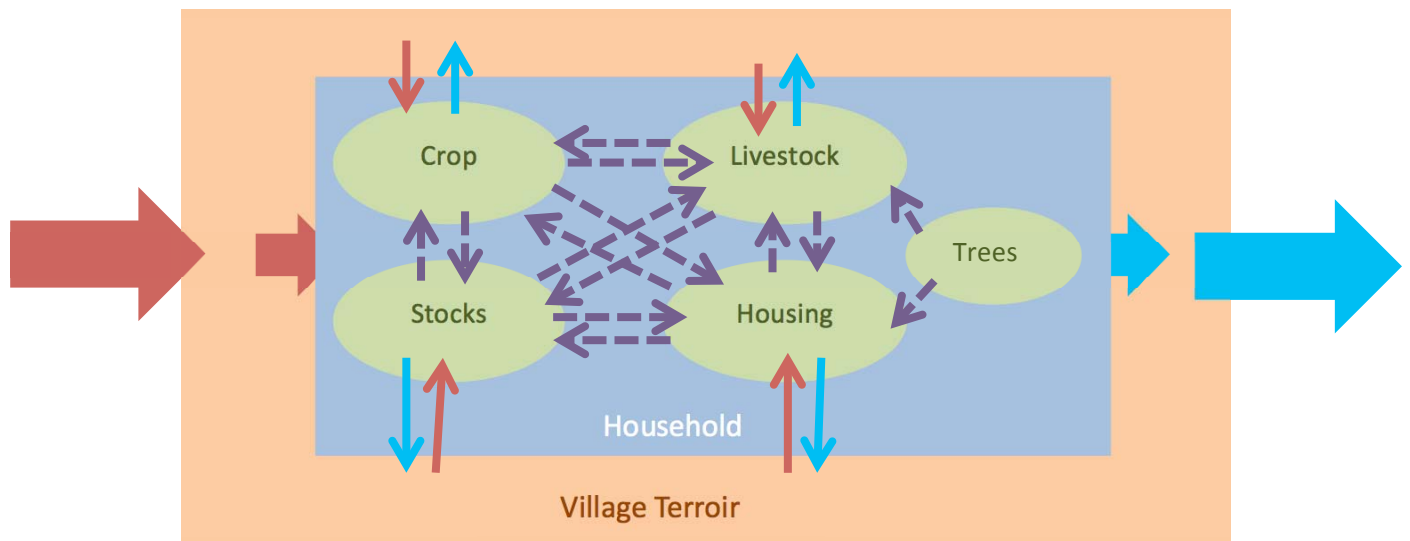 Crop
Livestock
Trees
Stocks
Housing
Household
Village Terroir